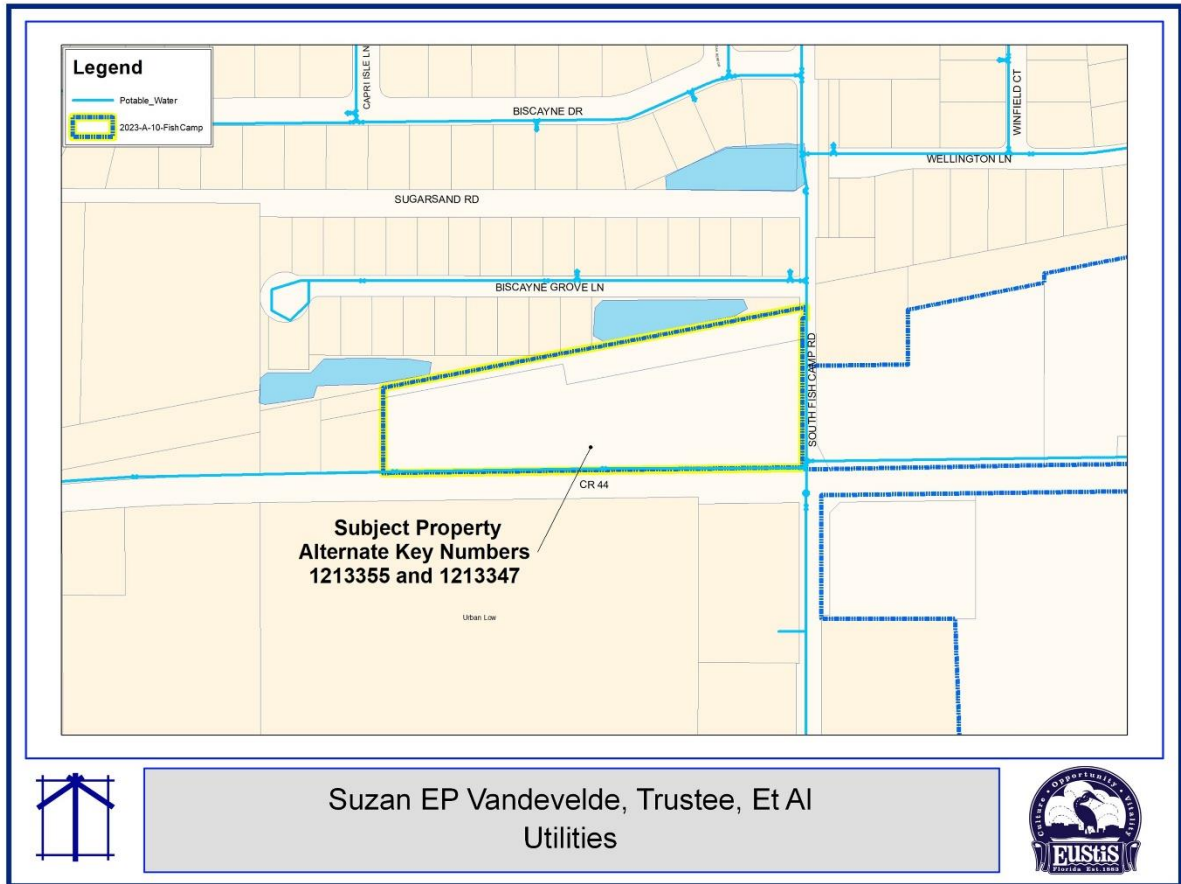 Legend
Potable_Water
2023-A-10-FishCamp
CAPRI ISLE LN
BISCAYNE DR
WINFIELD CT
WELLINGTON LN
SUGARSAND RD
BISCAYNE GROVE LN
SOUTH FISH CAMP RD
CR 44
Subject Property
Alternate Key Numbers
1213355 and 1213347
Urban Low
Suzan EP Vandevelde, Trustee, Et Al
Utilities
Culture • Opportunity • Vitality
EUSTIS
Florida Est. 1883